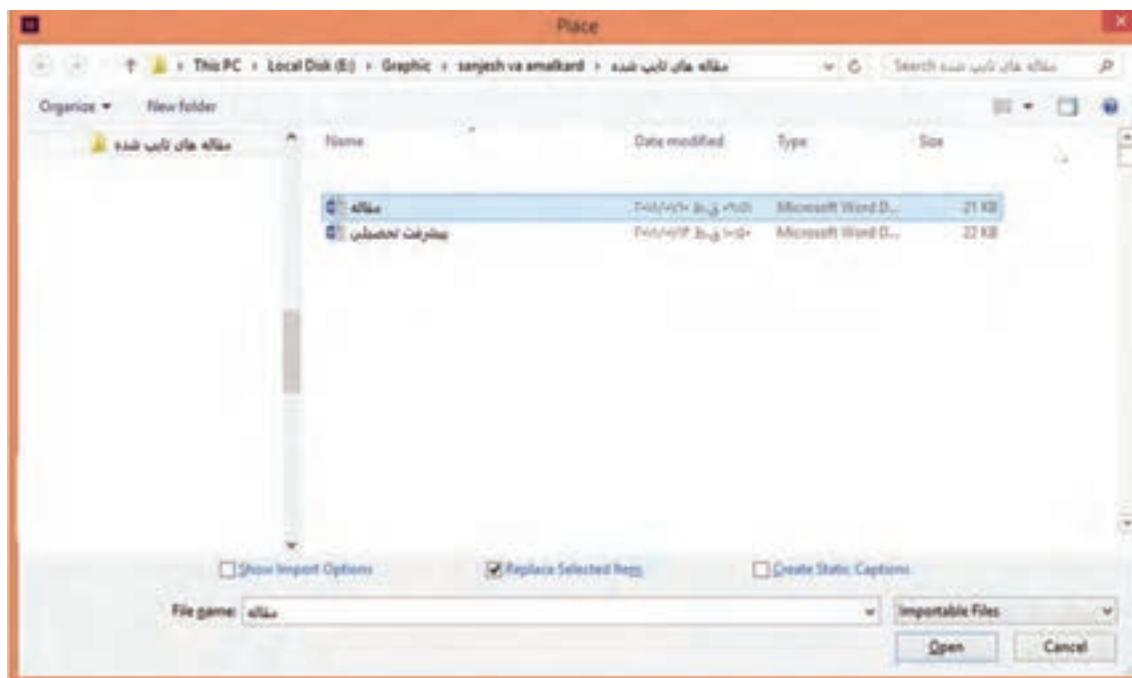 Place
This PC Local Disk (E:) Graphic sanjesh va amalkard مقاله های تایپ شده Search مقاله های تایپ شده
Organize New folder
مقاله های تایپ شده
Name Date modified Type Size
مقاله Microsoft Word D... 21 KB
پیشرفت تحصیلی Microsoft Word D... 22 KB
Show Import Options Replace Selected Item Create Static Captions
File name: مقاله Importable Files
Open Cancel